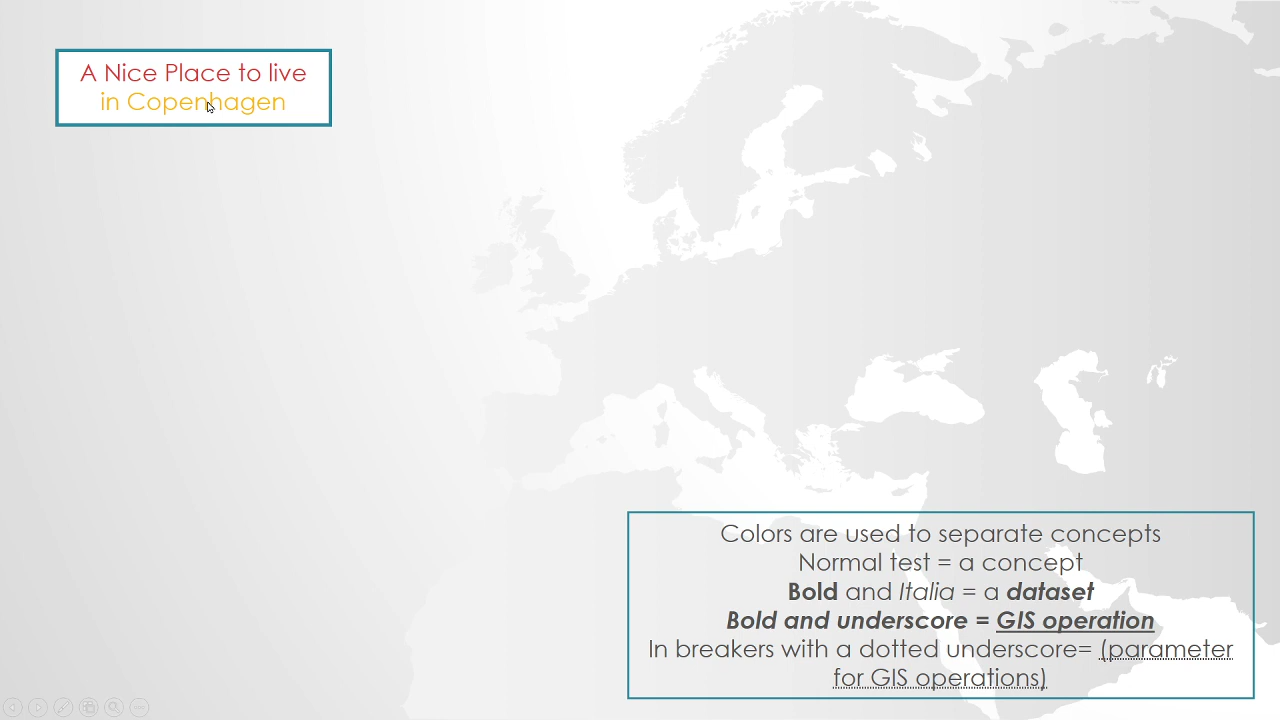 A Nice Place to live
in Copenhagen
Colors are used to separate concepts
Normal test = a concept
Bold and Italia = a dataset
Bold and underscore = GIS operation
In breakers with a dotted underscore= (parameter
for GIS operations)